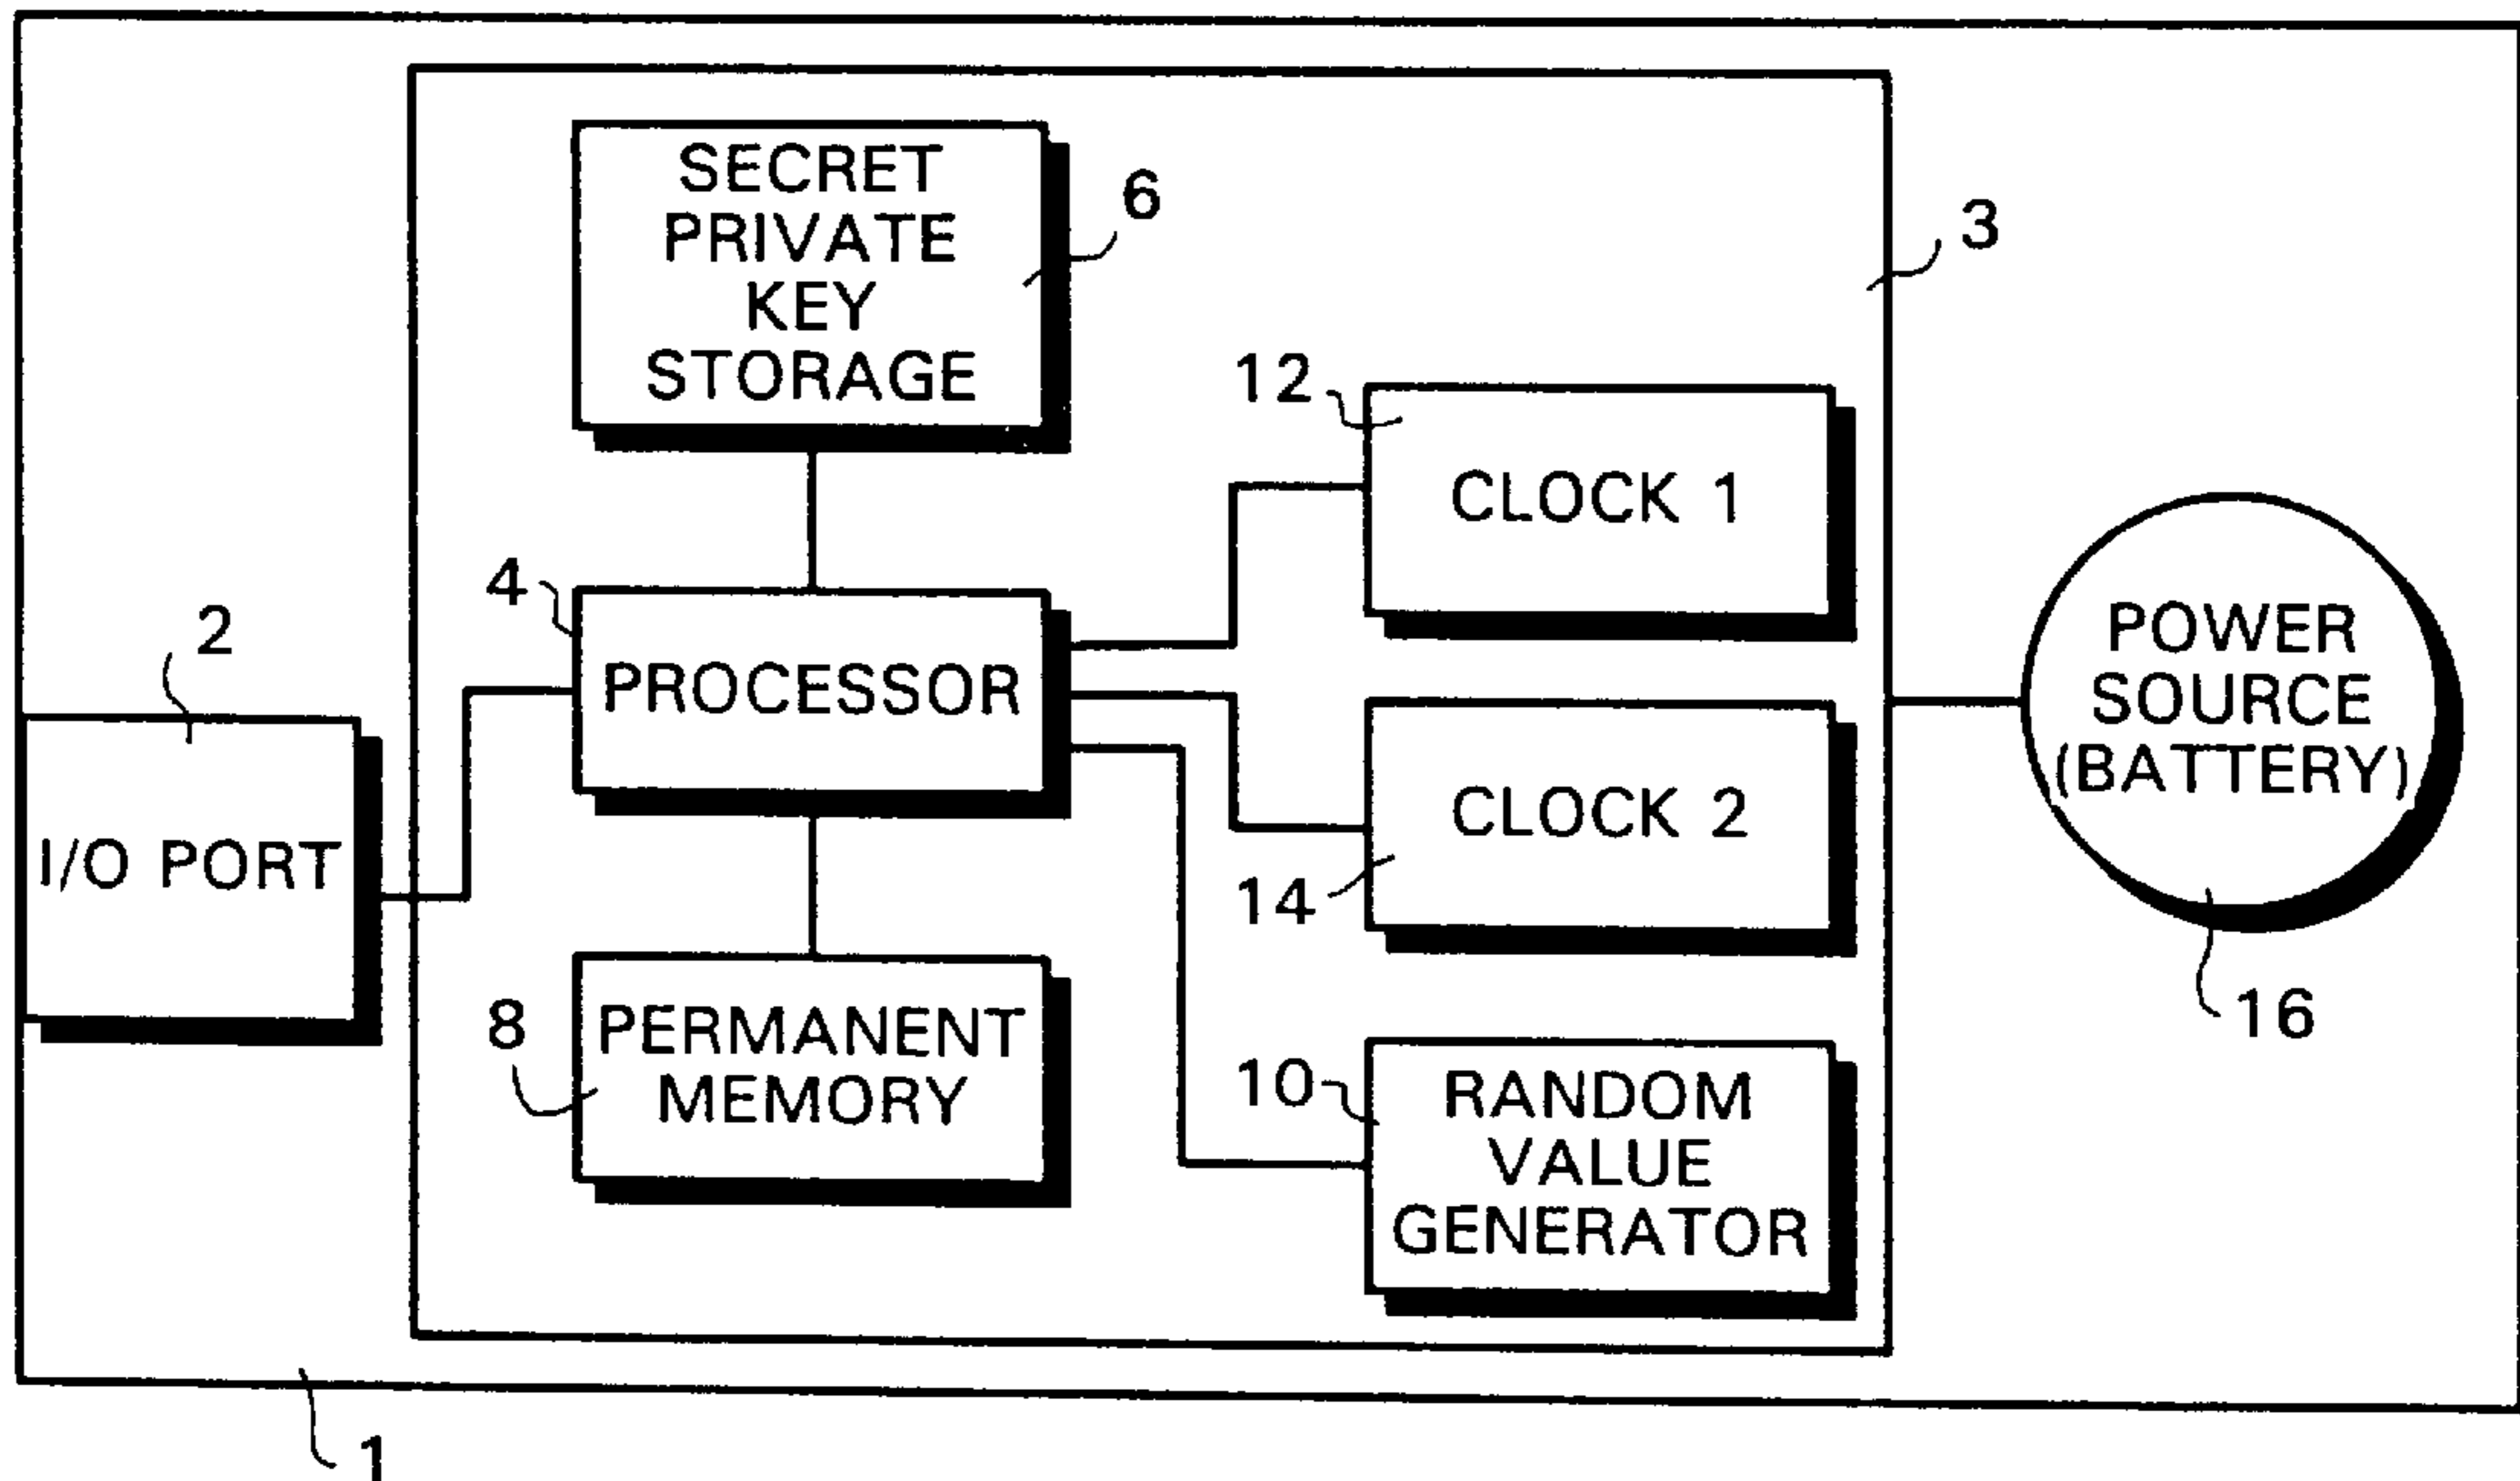 SECRET
PRIVATE
KEY
STORAGE
6
3
12
CLOCK 1
4
PROCESSOR
2
I/O PORT
POWER
SOURCE
(BATTERY)
CLOCK 2
14
16
8
PERMANENT
MEMORY
10
RANDOM
VALUE
GENERATOR
1